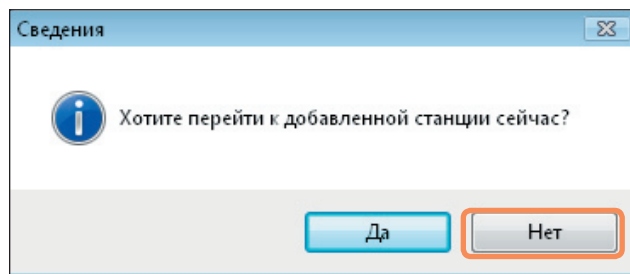 Сведения
Хотите перейти к добавленной станции сейчас?
Да
Нет